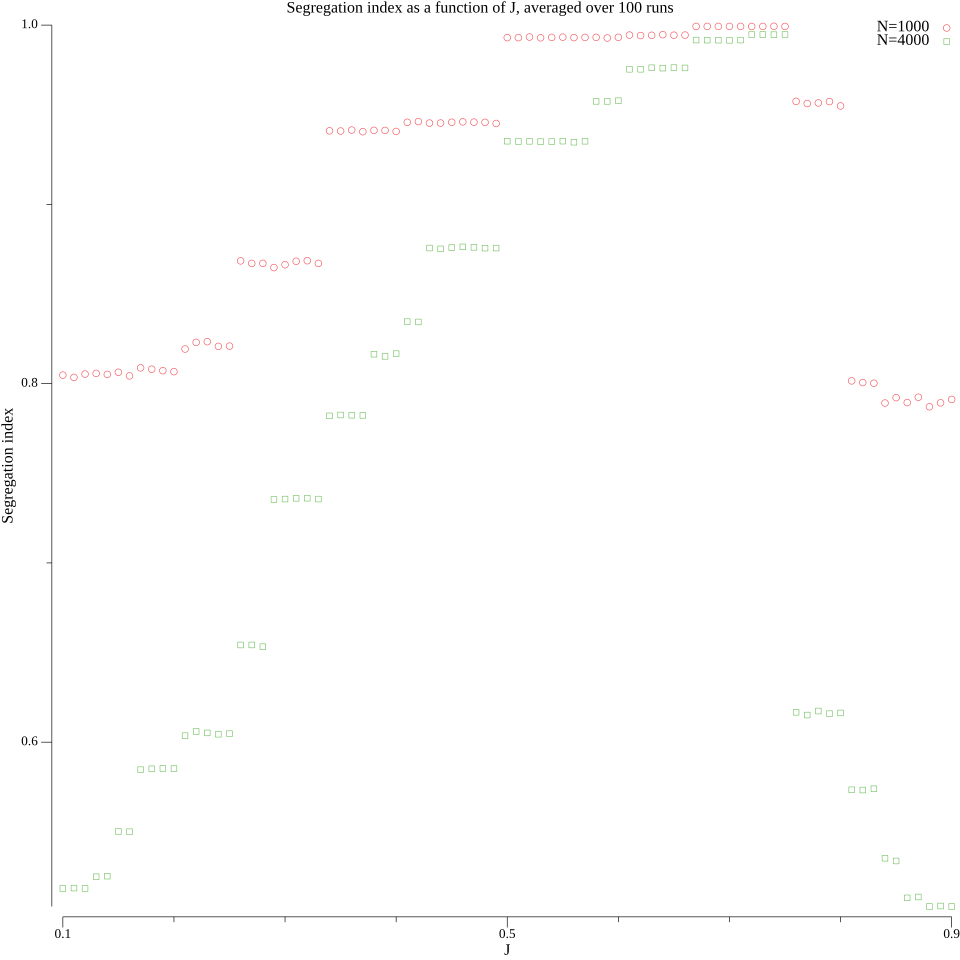 Segregation index as a function of J, averaged over 100 runs
1.0
N=1000
N=4000
0.8
Segregation index
0.6
0.1
0.5
0.9
J